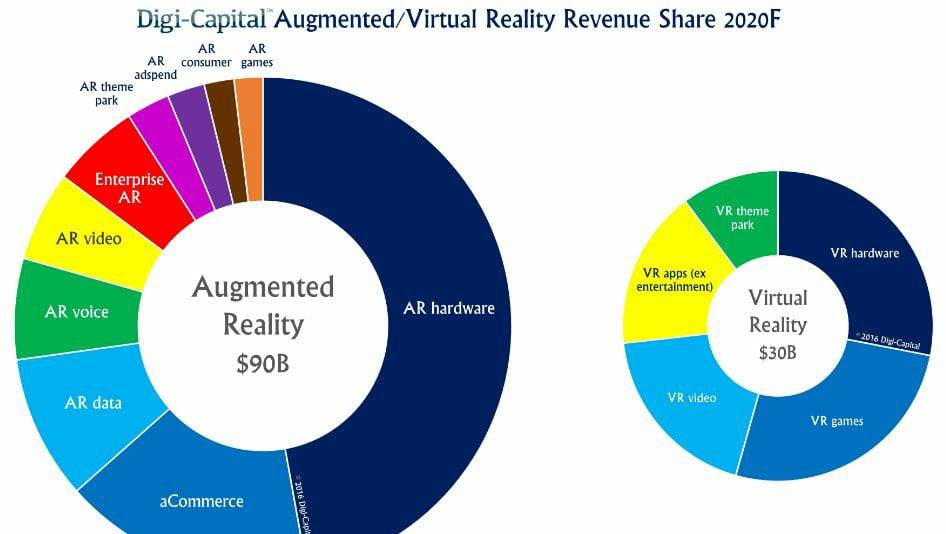 Digi-Capital™ Augmented/Virtual Reality Revenue Share 2020F
AR theme
park
AR
adspend
AR
consumer
AR
games
Enterprise
AR
AR video
AR voice
AR data
aCommerce
AR hardware
Augmented
Reality
$90B
© 2016 Digi-Capit
VR theme
park
VR hardware
VR apps (ex
entertainment)
Virtual
Reality
$30B
© 2016 Digi-Capital
VR video
VR games